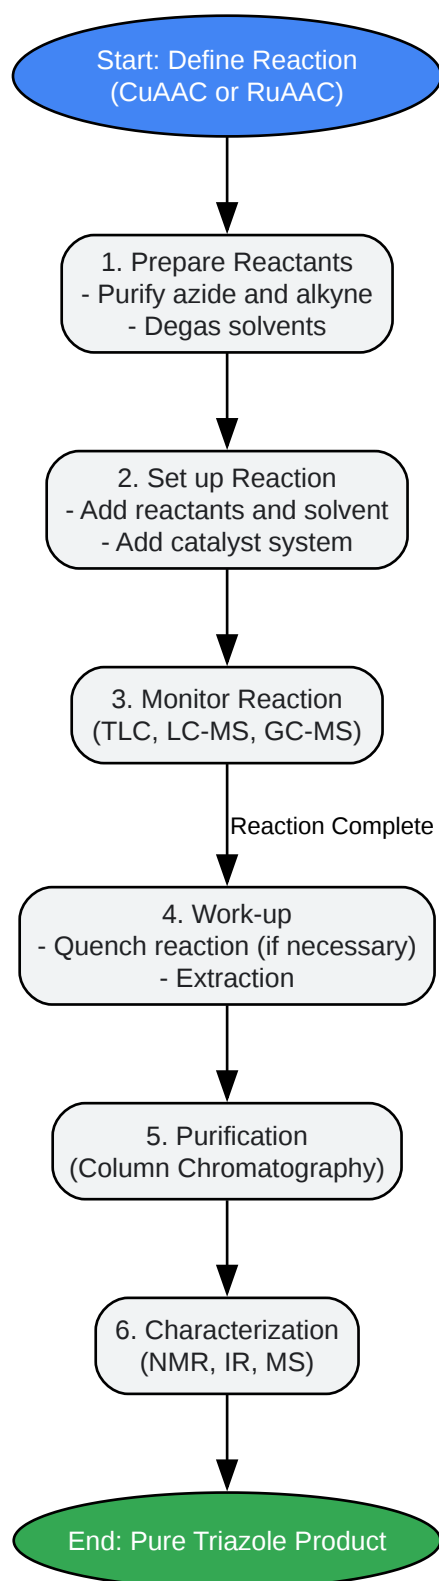 Start: Define Reaction
(CuAAC or RuAAC)
1. Prepare Reactants
- Purify azide and alkyne
- Degas solvents
2. Set up Reaction
- Add reactants and solvent
- Add catalyst system
3. Monitor Reaction
(TLC, LC-MS, GC-MS)
Reaction Complete
4. Work-up
- Quench reaction (if necessary)
- Extraction
5. Purification
(Column Chromatography)
6. Characterization
(NMR, IR, MS)
End: Pure Triazole Product